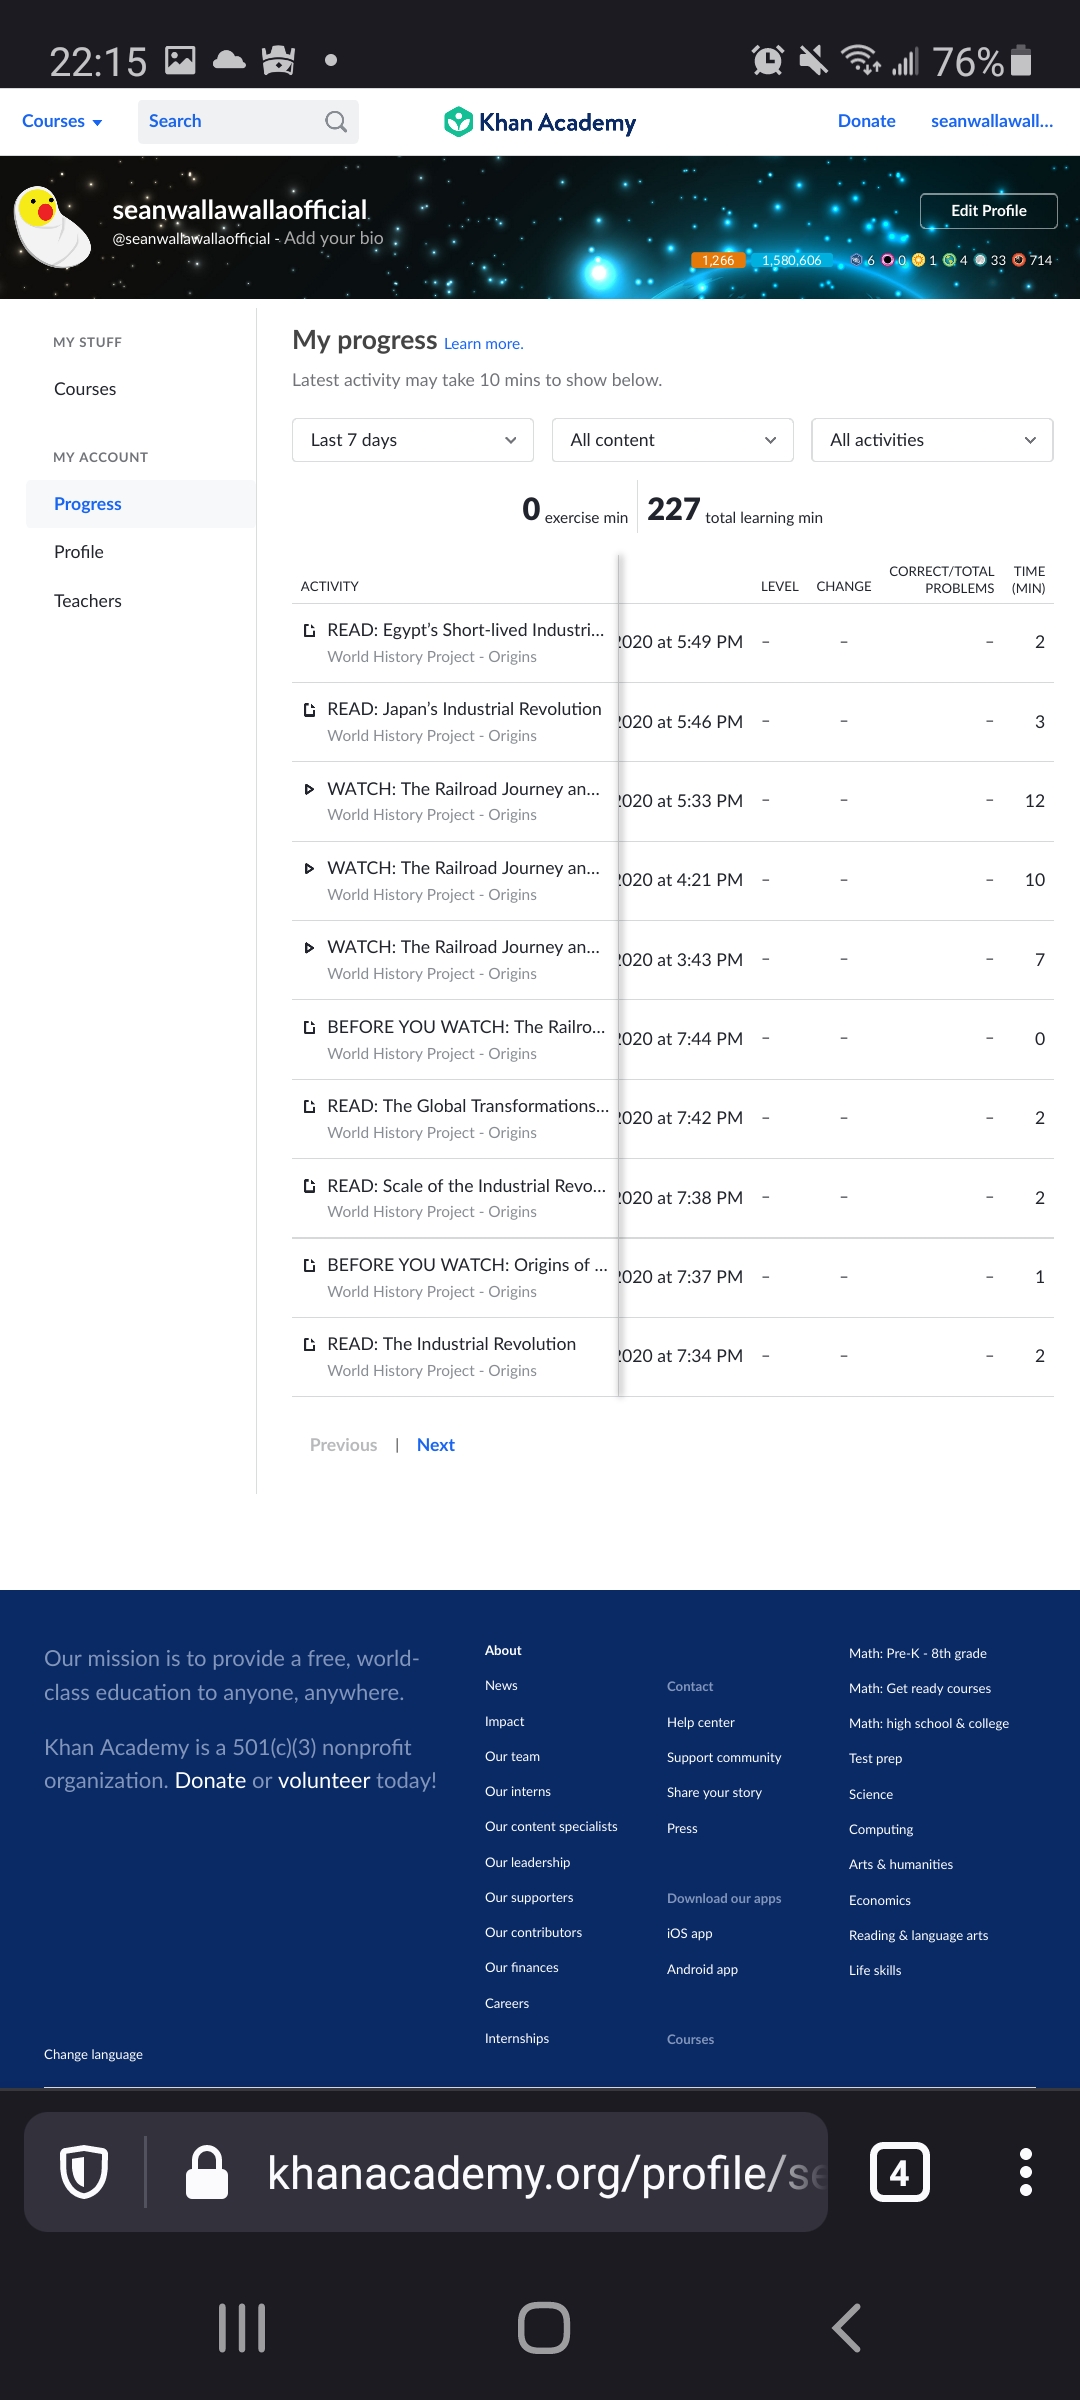 22:15
76%
Courses
Search
Khan Academy
Donate
seanwallawall...
seanwallawallaofficial
@seanwallawallaofficial - Add your bio
Edit Profile
1,266
1,580,606
6
0
1
4
33
714
MY STUFF
Courses
MY ACCOUNT
Progress
Profile
Teachers
My progress Learn more.
Latest activity may take 10 mins to show below.
Last 7 days
All content
All activities
0 exercise min
227 total learning min
ACTIVITY
LEVEL
CHANGE
CORRECT/TOTAL PROBLEMS
TIME (MIN)
READ: Egypt's Short-lived Industri...
World History Project - Origins
2020 at 5:49 PM – – – 2
READ: Japan's Industrial Revolution
World History Project - Origins
2020 at 5:46 PM – – – 3
WATCH: The Railroad Journey an...
World History Project - Origins
2020 at 5:33 PM – – – 12
WATCH: The Railroad Journey an...
World History Project - Origins
2020 at 4:21 PM – – – 10
WATCH: The Railroad Journey an...
World History Project - Origins
2020 at 3:43 PM – – – 7
BEFORE YOU WATCH: The Railro...
World History Project - Origins
2020 at 7:44 PM – – – 0
READ: The Global Transformations...
World History Project - Origins
2020 at 7:42 PM – – – 2
READ: Scale of the Industrial Revo...
World History Project - Origins
2020 at 7:38 PM – – – 2
BEFORE YOU WATCH: Origins of ...
World History Project - Origins
2020 at 7:37 PM – – – 1
READ: The Industrial Revolution
World History Project - Origins
2020 at 7:34 PM – – – 2
Previous | Next
Our mission is to provide a free, world-
class education to anyone, anywhere.
Khan Academy is a 501(c)(3) nonprofit
organization. Donate or volunteer today!
Change language
About
News
Impact
Our team
Our interns
Our content specialists
Our leadership
Our supporters
Our contributors
Our finances
Careers
Internships
Contact
Help center
Support community
Share your story
Press
Download our apps
iOS app
Android app
Courses
Math: Pre-K - 8th grade
Math: Get ready courses
Math: high school & college
Test prep
Science
Computing
Arts & humanities
Economics
Reading & language arts
Life skills
khanacademy.org/profile/se
4